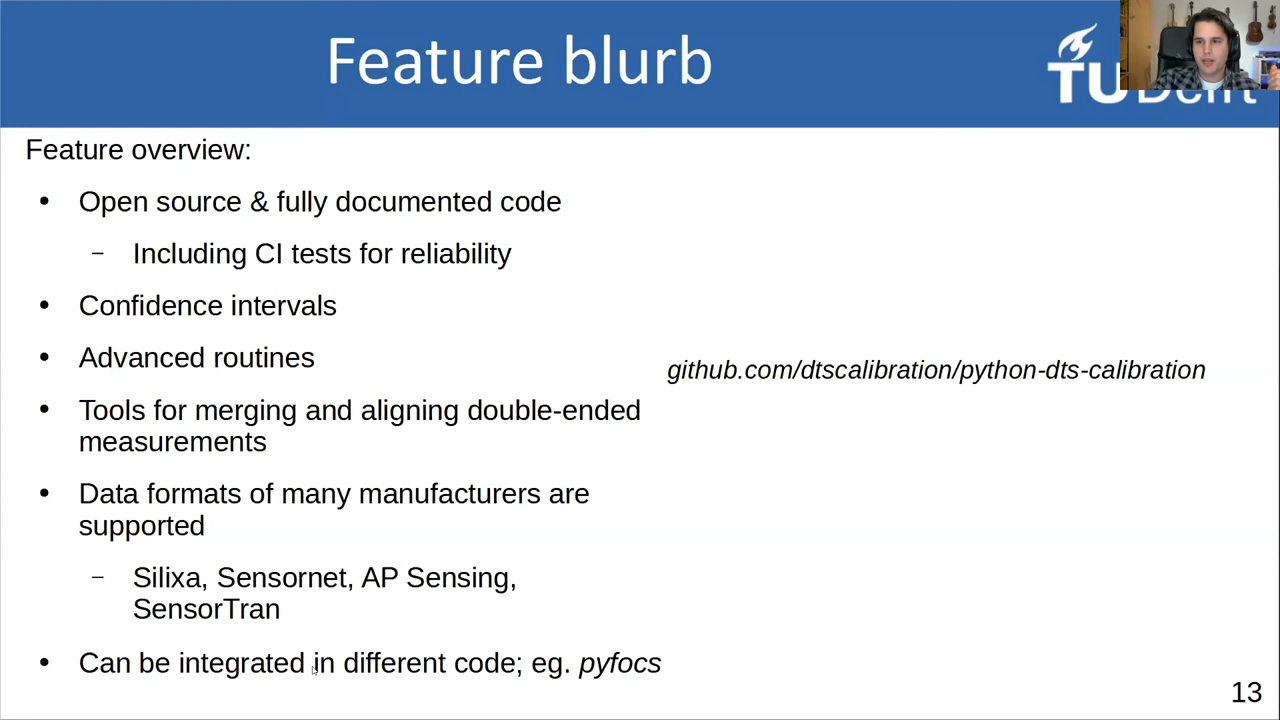 Feature blurb
TU Delft
Feature overview:
• Open source & fully documented code
– Including CI tests for reliability
• Confidence intervals
• Advanced routines
github.com/dtscalibration/python-dts-calibration
• Tools for merging and aligning double-ended
measurements
• Data formats of many manufacturers are
supported
– Silixa, Sensornet, AP Sensing,
SensorTran
• Can be integrated in different code; eg. pyfocs
13